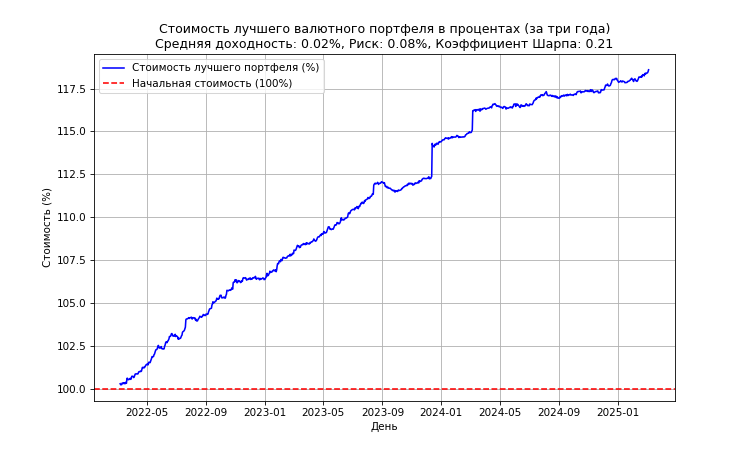 Стоимость лучшего валютного портфеля в процентах (за три года)
Средняя доходность: 0.02%, Риск: 0.08%, Коэффициент Шарпа: 0.21
Стоимость лучшего портфеля (%)
Начальная стоимость (100%)
Стоимость (%)
117.5
115.0
112.5
110.0
107.5
105.0
102.5
100.0
2022-05 2022-09 2023-01 2023-05 2023-09 2024-01 2024-05 2024-09 2025-01
День